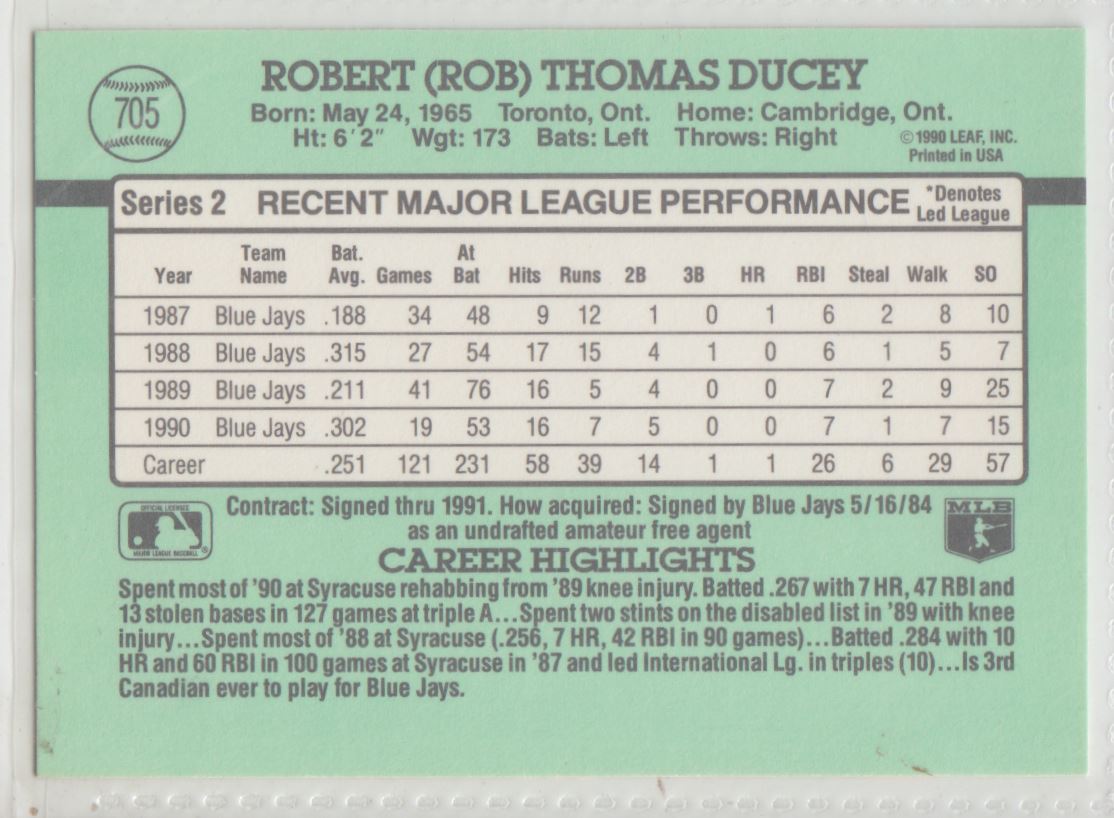 705
ROBERT (ROB) THOMAS DUCEY
Born: May 24, 1965 Toronto, Ont. Home: Cambridge, Ont.
Ht: 6'2" Wgt: 173 Bats: Left Throws: Right
©1990 LEAF, INC.
Printed in USA
Series 2 RECENT MAJOR LEAGUE PERFORMANCE *Denotes Led League
Year Team Name Bat. Avg. Games At Bat Hits Runs 2B 3B HR RBI Steal Walk SO
1987 Blue Jays .188 34 48 9 12 1 0 1 6 2 8 10
1988 Blue Jays .315 27 54 17 15 4 1 0 6 1 5 7
1989 Blue Jays .211 41 76 16 5 4 0 0 7 2 9 25
1990 Blue Jays .302 19 53 16 7 5 0 0 7 1 7 15
Career .251 121 231 58 39 14 1 1 26 6 29 57
Contract: Signed thru 1991. How acquired: Signed by Blue Jays 5/16/84
as an undrafted amateur free agent
OFFICIAL LICENSEE
MAJOR LEAGUE BASEBALL ®
MLB
CAREER HIGHLIGHTS
Spent most of '90 at Syracuse rehabbing from '89 knee injury. Batted .267 with 7 HR, 47 RBI and
13 stolen bases in 127 games at triple A...Spent two stints on the disabled list in '89 with knee
injury...Spent most of '88 at Syracuse (.256, 7 HR, 42 RBI in 90 games)...Batted .284 with 10
HR and 60 RBI in 100 games at Syracuse in '87 and led International Lg. in triples (10)...Is 3rd
Canadian ever to play for Blue Jays.